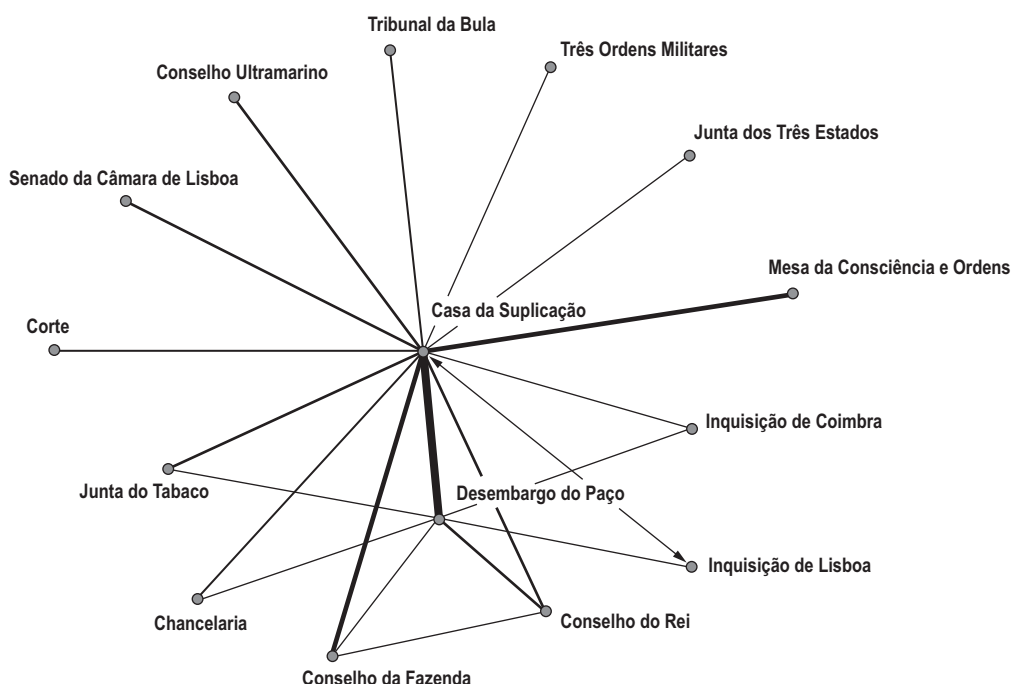 Tribunal da Bula
Três Ordens Militares
Conselho Ultramarino
Junta dos Três Estados
Senado da Câmara de Lisboa
Mesa da Consciência e Ordens
Casa da Suplicação
Corte
Inquisição de Coimbra
Junta do Tabaco
Desembargo do Paço
Inquisição de Lisboa
Chancelaria
Conselho do Rei
Conselho da Fazenda